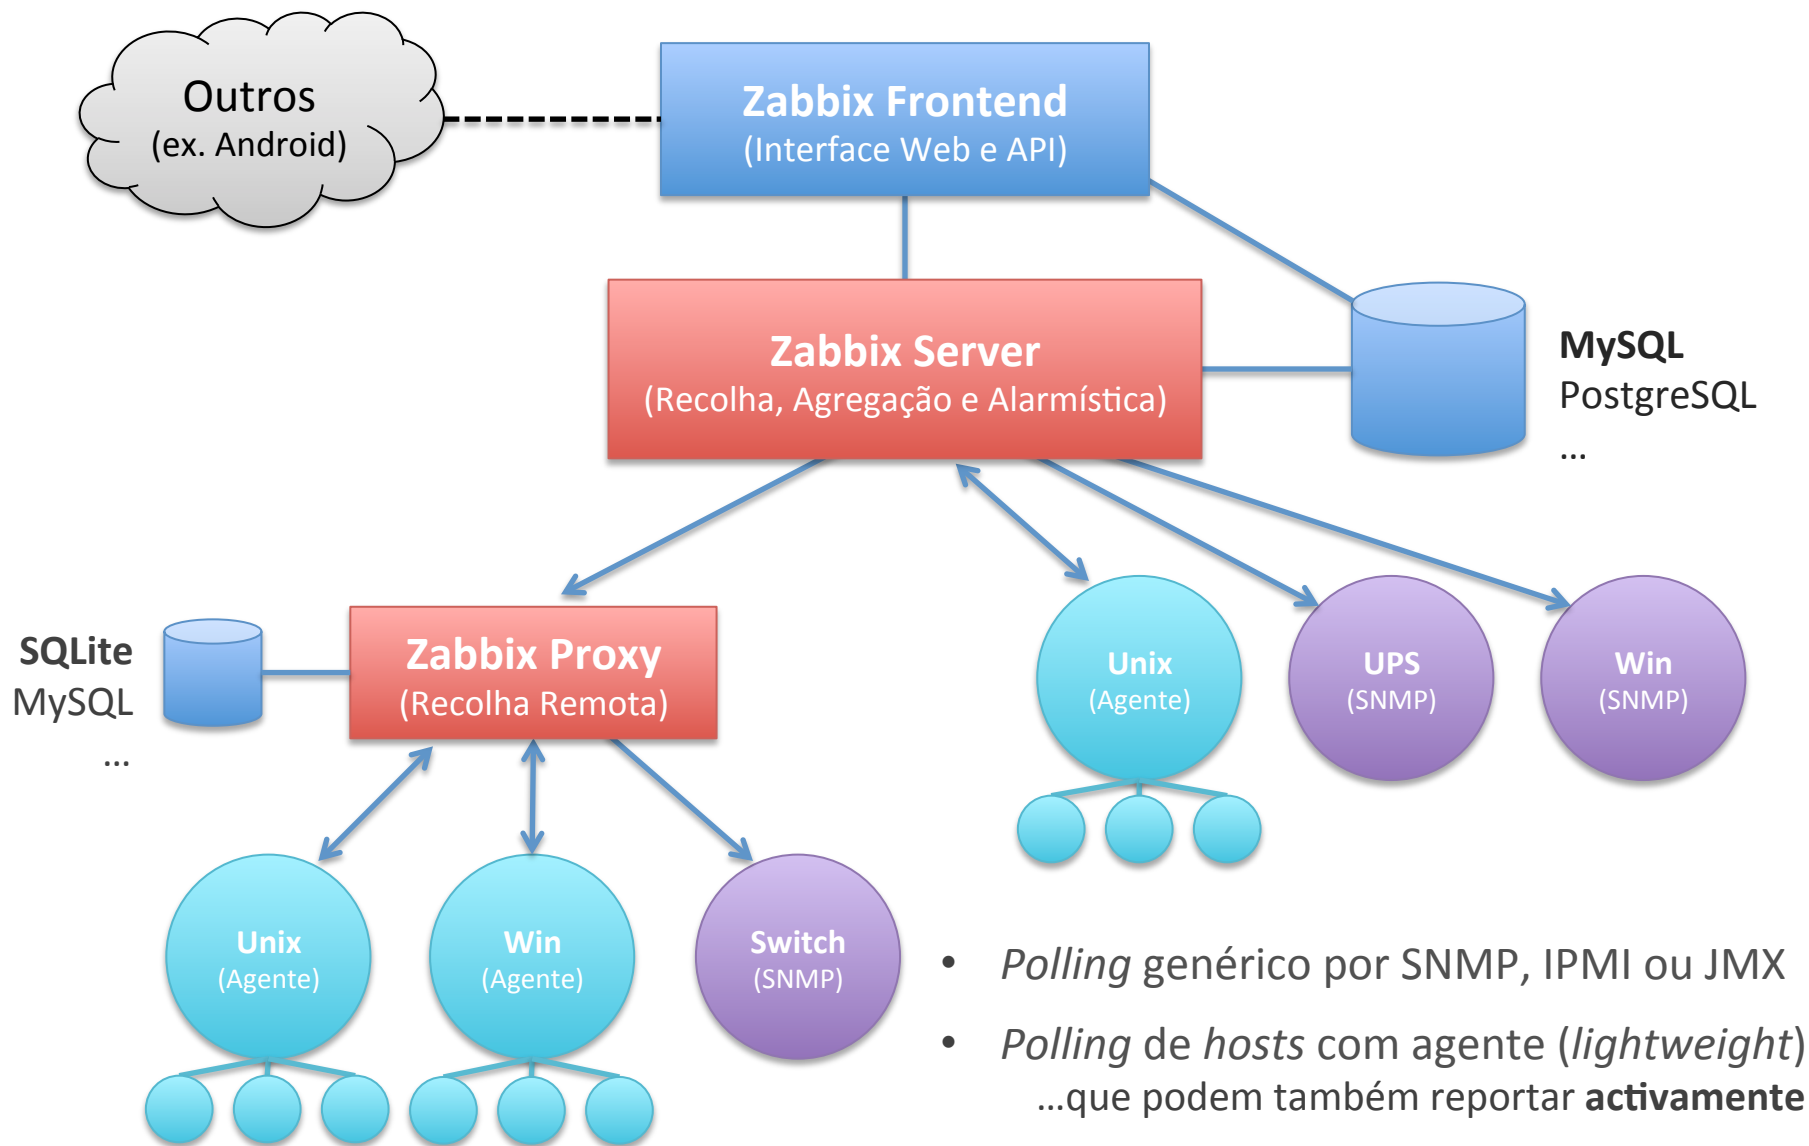 Outros
(ex. Android)
Zabbix Frontend
(Interface Web e API)
Zabbix Server
(Recolha, Agregação e Alarmística)
MySQL
PostgreSQL
...
SQLite
MySQL
...
Zabbix Proxy
(Recolha Remota)
Unix
(Agente)
UPS
(SNMP)
Win
(SNMP)
Unix
(Agente)
Win
(Agente)
Switch
(SNMP)
• Polling genérico por SNMP, IPMI ou JMX
• Polling de hosts com agente (lightweight)
...que podem também reportar activamente